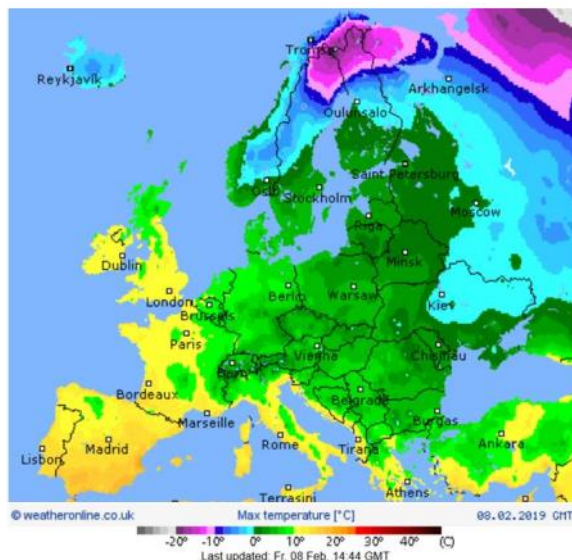 Tromsø
Reykjavík
Arkhangelsk
Oulunsalo
Saint Petersburg
Oslo
Stockholm
Moscow
Riga
Dublin
Minsk
London
Berlin
Warsaw
Brussels
Kiev
Paris
Vienna
Chisinau
Bern
Bordeaux
Belgrade
Marseille
Burgas
Rome
Tirana
Ankara
Madrid
Lisbon
Athens
Terrasini
© weatheronline.co.uk Max temperature [°C] 08.02.2019 GMT
-20° -10° 0° 10° 20° 30° 40 (C)
Last updated: Fr, 08 Feb, 14:44 GMT